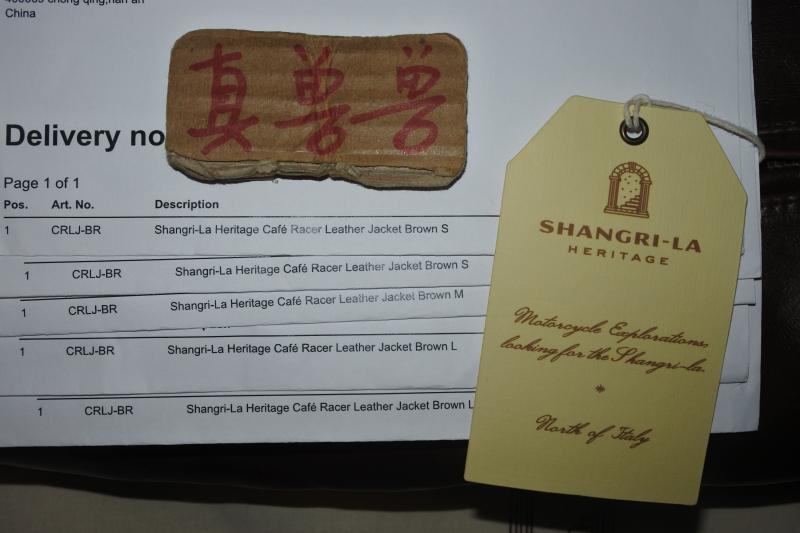 China
真兽兽
Delivery no
Page 1 of 1
Pos. Art. No. Description
1 CRLJ-BR Shangri-La Heritage Café Racer Leather Jacket Brown S
1 CRLJ-BR Shangri-La Heritage Café Racer Leather Jacket Brown S
1 CRLJ-BR Shangri-La Heritage Café Racer Leather Jacket Brown M
1 CRLJ-BR Shangri-La Heritage Café Racer Leather Jacket Brown L
1 CRLJ-BR Shangri-La Heritage Café Racer Leather Jacket Brown L
SHANGRI-LA
HERITAGE
Motorcycle Explorations,
looking for the Shangri-la.
North of Italy